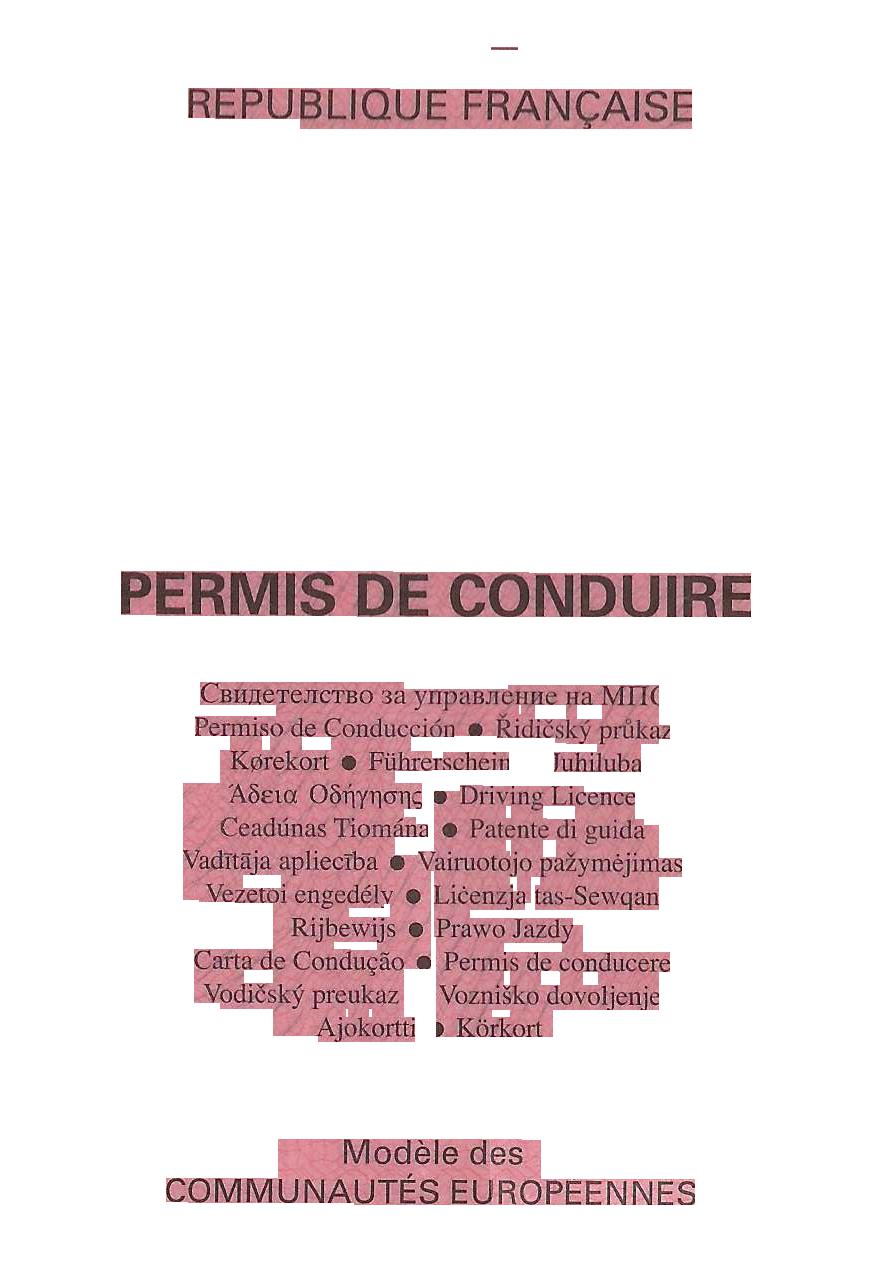 REPUBLIQUE FRANÇAISE
PERMIS DE CONDUIRE
Свидетелство за управление на МПС
Permiso de Conducción ● Řidičský průkaz
Kørekort ● Führerschein Juhiluba
Άδεια Οδήγησης ● Driving Licence
Ceadúnas Tiomána ● Patente di guida
Vadītāja apliecība ● Vairuotojo pažymėjimas
Vezetoi engedély ● Liċenzja tas-Sewqan
Rijbewijs ● Prawo Jazdy
Carta de Condução ● Permis de conducere
Vodičský preukaz Vozniško dovoljenje
Ajokortti ● Körkort
Modèle des
COMMUNAUTÉS EUROPEENNES